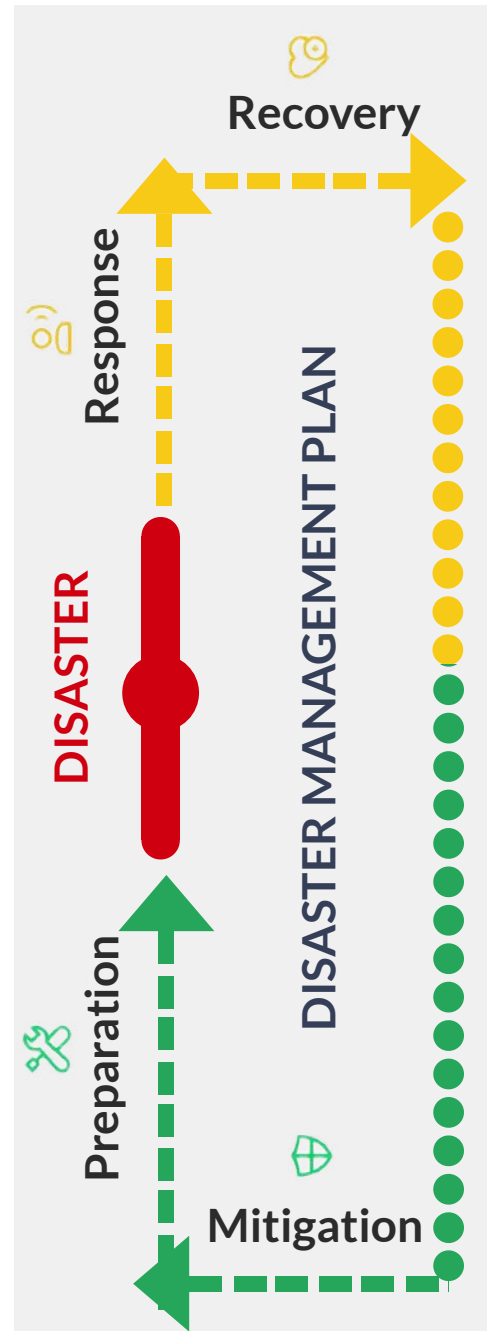 Recovery
Response
DISASTER
DISASTER MANAGEMENT PLAN
Preparation
Mitigation